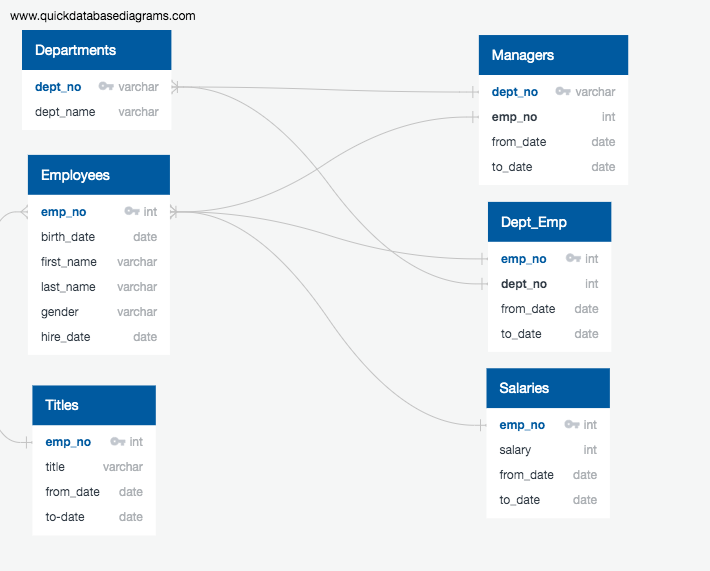 www.quickdatabasediagrams.com
Departments
dept_no varchar
dept_name varchar
Employees
emp_no int
birth_date date
first_name varchar
last_name varchar
gender varchar
hire_date date
Titles
emp_no int
title varchar
from_date date
to-date date
Managers
dept_no varchar
emp_no int
from_date date
to_date date
Dept_Emp
emp_no int
dept_no int
from_date date
to_date date
Salaries
emp_no int
salary int
from_date date
to_date date